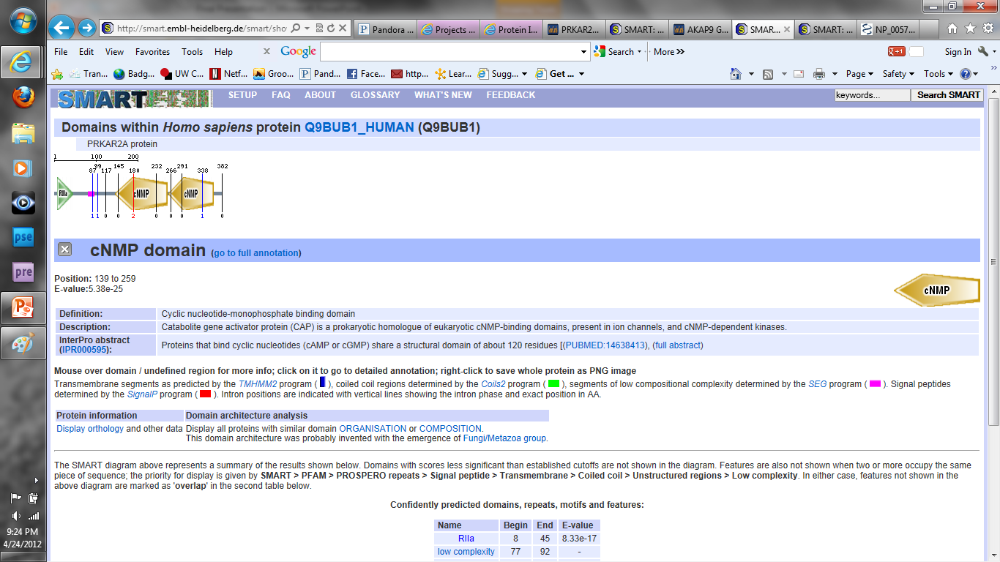 http://smart.embl-heidelberg.de/smart/sho
Pandora ...
Projects ...
Protein I...
PRKAR2...
SMART: ...
AKAP9 G...
SMAR...
SMART: ...
NP_0057...
File Edit View Favorites Tools Help
x Google Search More »
g +1
Sign In
Tran... Badg... UW C... Netf... Groo... Pand... Face... http... Lear... Sugg... Get ...
Page Safety Tools
SMART
SETUP FAQ ABOUT GLOSSARY WHAT'S NEW FEEDBACK
keywords... Search SMART
Domains within Homo sapiens protein Q9BUB1_HUMAN (Q9BUB1)
PRKAR2A protein
1 100 200
99 145 232 291 382
87 117 180 266 338
RIIa cNMP cNMP
1 1 0 0 2 0 0 0 1 0
cNMP domain (go to full annotation)
Position: 139 to 259
E-value:5.38e-25
cNMP
Definition: Cyclic nucleotide-monophosphate binding domain
Description: Catabolite gene activator protein (CAP) is a prokaryotic homologue of eukaryotic cNMP-binding domains, present in ion channels, and cNMP-dependent kinases.
InterPro abstract (IPR000595): Proteins that bind cyclic nucleotides (cAMP or cGMP) share a structural domain of about 120 residues [(PUBMED:14638413), (full abstract)
Mouse over domain / undefined region for more info; click on it to go to detailed annotation; right-click to save whole protein as PNG image
Transmembrane segments as predicted by the TMHMM2 program ( ), coiled coil regions determined by the Coils2 program ( ), segments of low compositional complexity determined by the SEG program ( ). Signal peptides
determined by the SignalP program ( ). Intron positions are indicated with vertical lines showing the intron phase and exact position in AA.
Protein information Domain architecture analysis
Display orthology and other data Display all proteins with similar domain ORGANISATION or COMPOSITION.
This domain architecture was probably invented with the emergence of Fungi/Metazoa group.
The SMART diagram above represents a summary of the results shown below. Domains with scores less significant than established cutoffs are not shown in the diagram. Features are also not shown when two or more occupy the same
piece of sequence; the priority for display is given by SMART > PFAM > PROSPERO repeats > Signal peptide > Transmembrane > Coiled coil > Unstructured regions > Low complexity. In either case, features not shown in the
above diagram are marked as 'overlap' in the second table below.
Confidently predicted domains, repeats, motifs and features:
Name Begin End E-value
RIIa 8 45 8.33e-17
low complexity 77 92 -
pse
pre
9:24 PM
4/24/2012